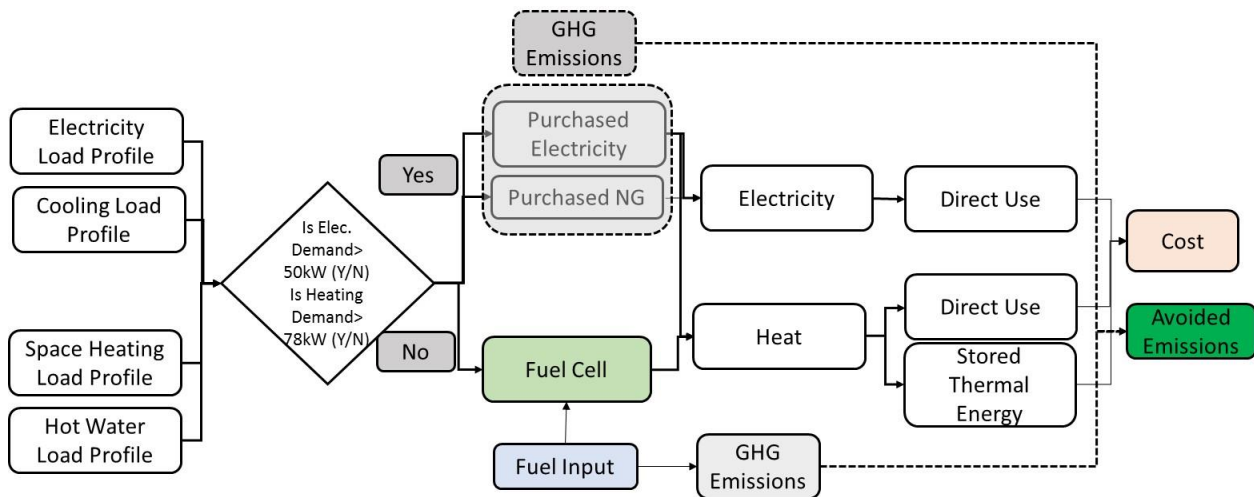 GHG
Emissions
Electricity
Load Profile
Cooling Load
Profile
Space Heating
Load Profile
Hot Water
Load Profile
Is Elec.
Demand>
50kW (Y/N)
Is Heating
Demand>
78kW (Y/N)
Yes
No
Purchased
Electricity
Purchased NG
Fuel Cell
Fuel Input
Electricity
Heat
GHG
Emissions
Direct Use
Direct Use
Stored
Thermal
Energy
Cost
Avoided
Emissions